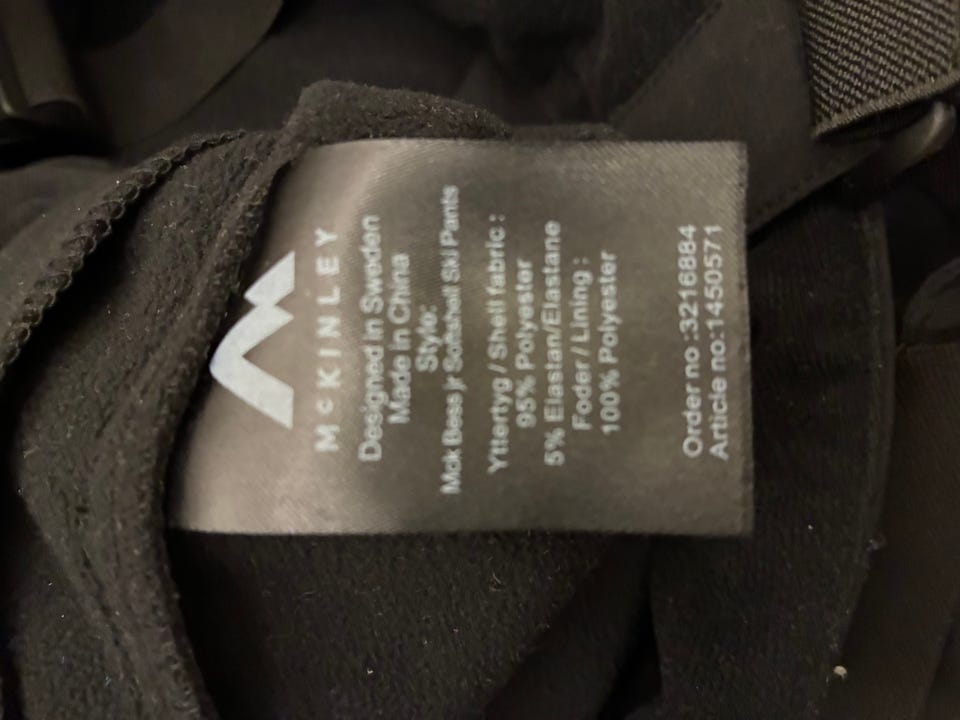 McKINLEY
Designed in Sweden
Made in China
Style:
Mck Bess jr Softshell Ski Pants
Yttertyg / Shell fabric :
95% Polyester
5% Elastan/Elastane
Foder / Lining :
100% Polyester
Order no :3216884
Article no:1450571